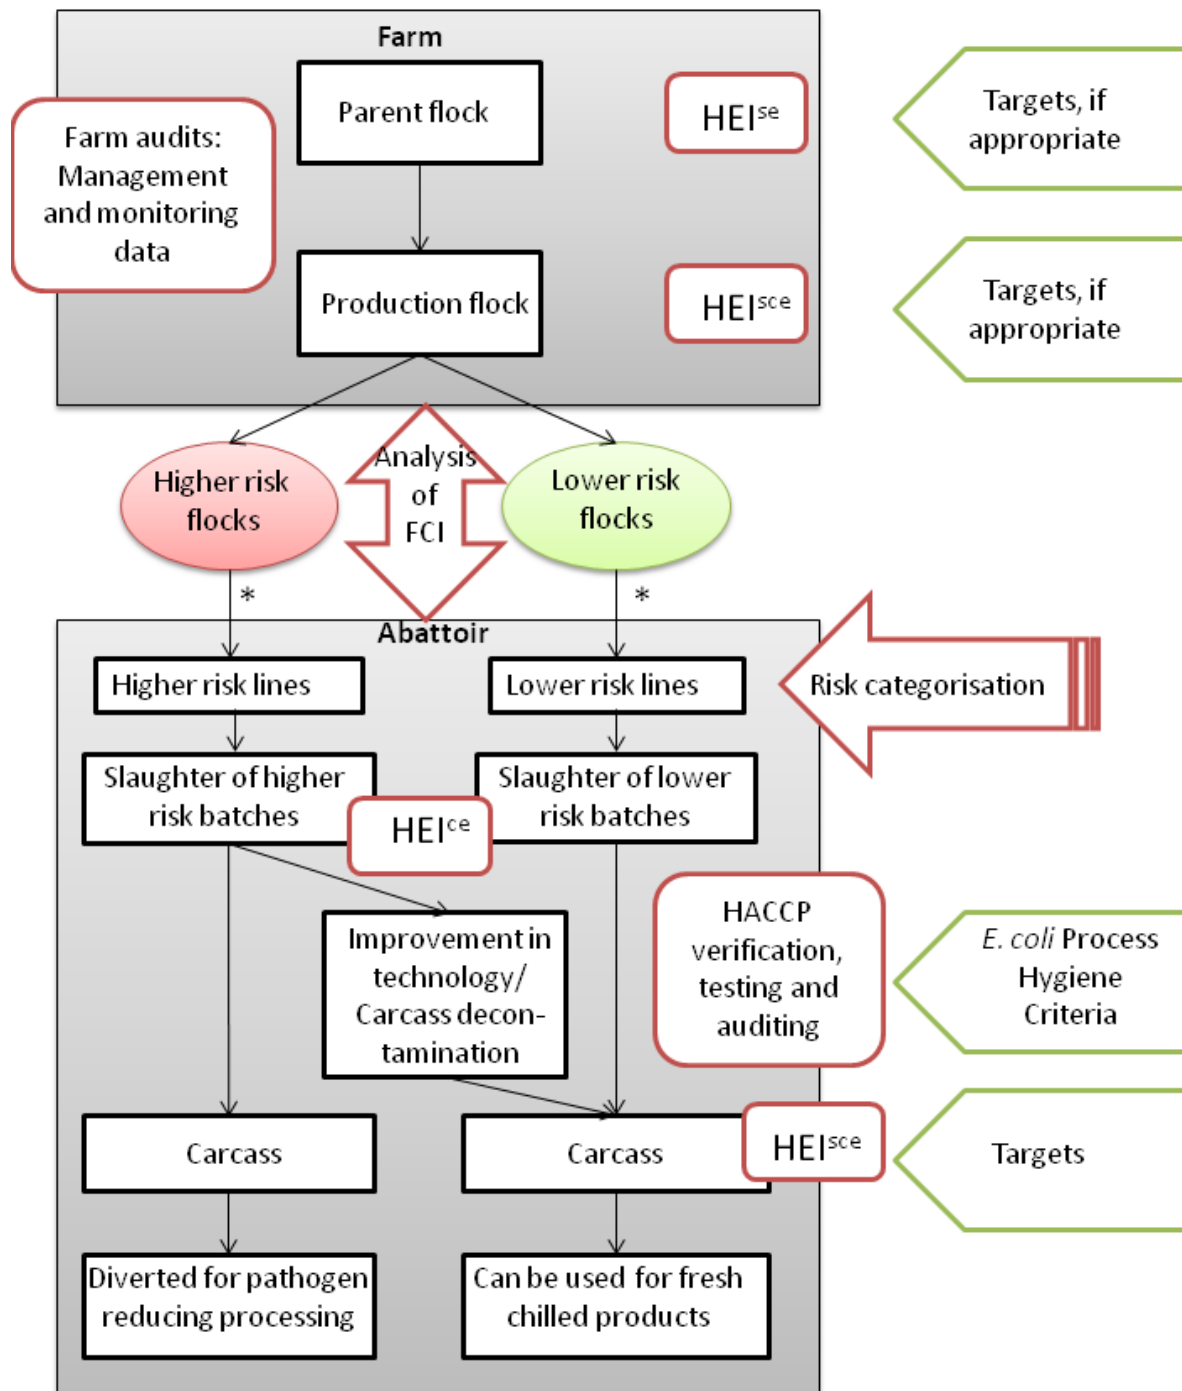 Farm
Parent flock
HEIse
Targets, if
appropriate
Farm audits:
Management
and monitoring
data
Production flock
HEIsce
Targets, if
appropriate
Higher risk
flocks
Analysis
of
FCI
Lower risk
flocks
*
*
Abattoir
Higher risk lines
Lower risk lines
Risk categorisation
Slaughter of higher
risk batches
HEIce
Slaughter of lower
risk batches
Improvement in
technology/
Carcass decon-
tamination
HACCP
verification,
testing and
auditing
E. coli Process
Hygiene
Criteria
Carcass
Carcass
HEIsce
Targets
Diverted for pathogen
reducing processing
Can be used for fresh
chilled products